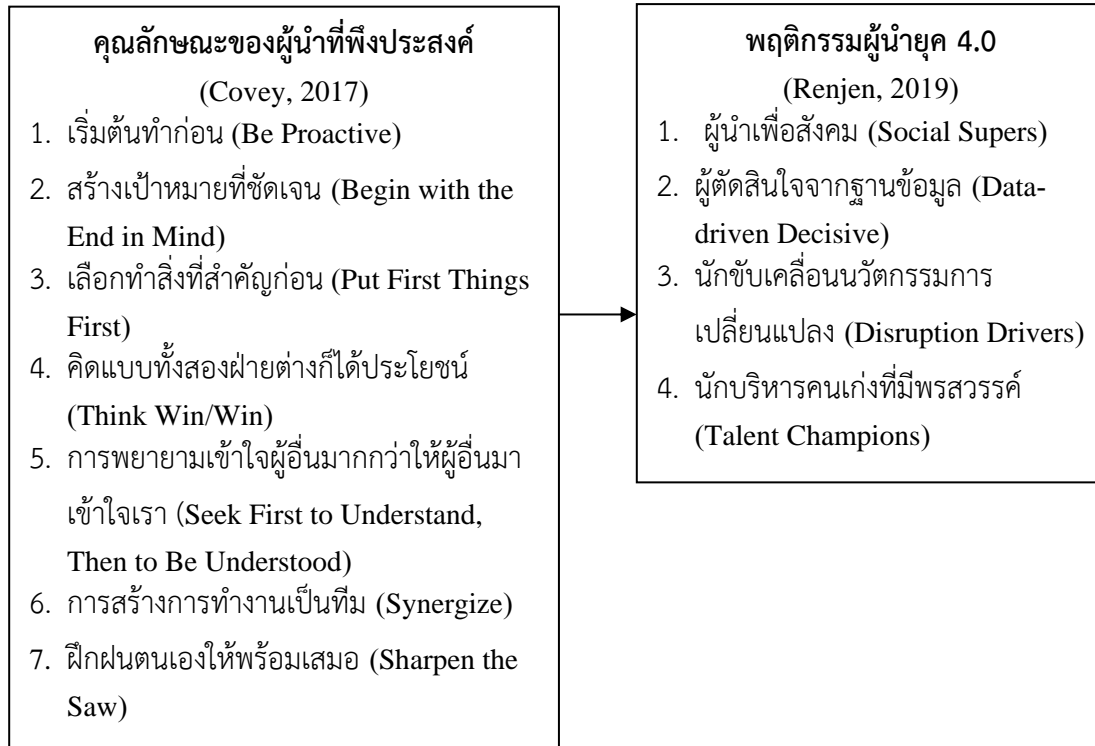 คุณลักษณะของผู้นำที่พึงประสงค์
(Covey, 2017)
1. เริ่มต้นทำก่อน (Be Proactive)
2. สร้างเป้าหมายที่ชัดเจน (Begin with the
End in Mind)
3. เลือกทำสิ่งที่สำคัญก่อน (Put First Things
First)
4. คิดแบบทั้งสองฝ่ายต่างก็ได้ประโยชน์
(Think Win/Win)
5. การพยายามเข้าใจผู้อื่นมากกว่าให้ผู้อื่นมา
เข้าใจเรา (Seek First to Understand,
Then to Be Understood)
6. การสร้างการทำงานเป็นทีม (Synergize)
7. ฝึกฝนตนเองให้พร้อมเสมอ (Sharpen the
Saw)
พฤติกรรมผู้นำยุค 4.0
(Renjen, 2019)
1. ผู้นำเพื่อสังคม (Social Supers)
2. ผู้ตัดสินใจจากฐานข้อมูล (Data-
driven Decisive)
3. นักขับเคลื่อนนวัตกรรมการ
เปลี่ยนแปลง (Disruption Drivers)
4. นักบริหารคนเก่งที่มีพรสวรรค์
(Talent Champions)